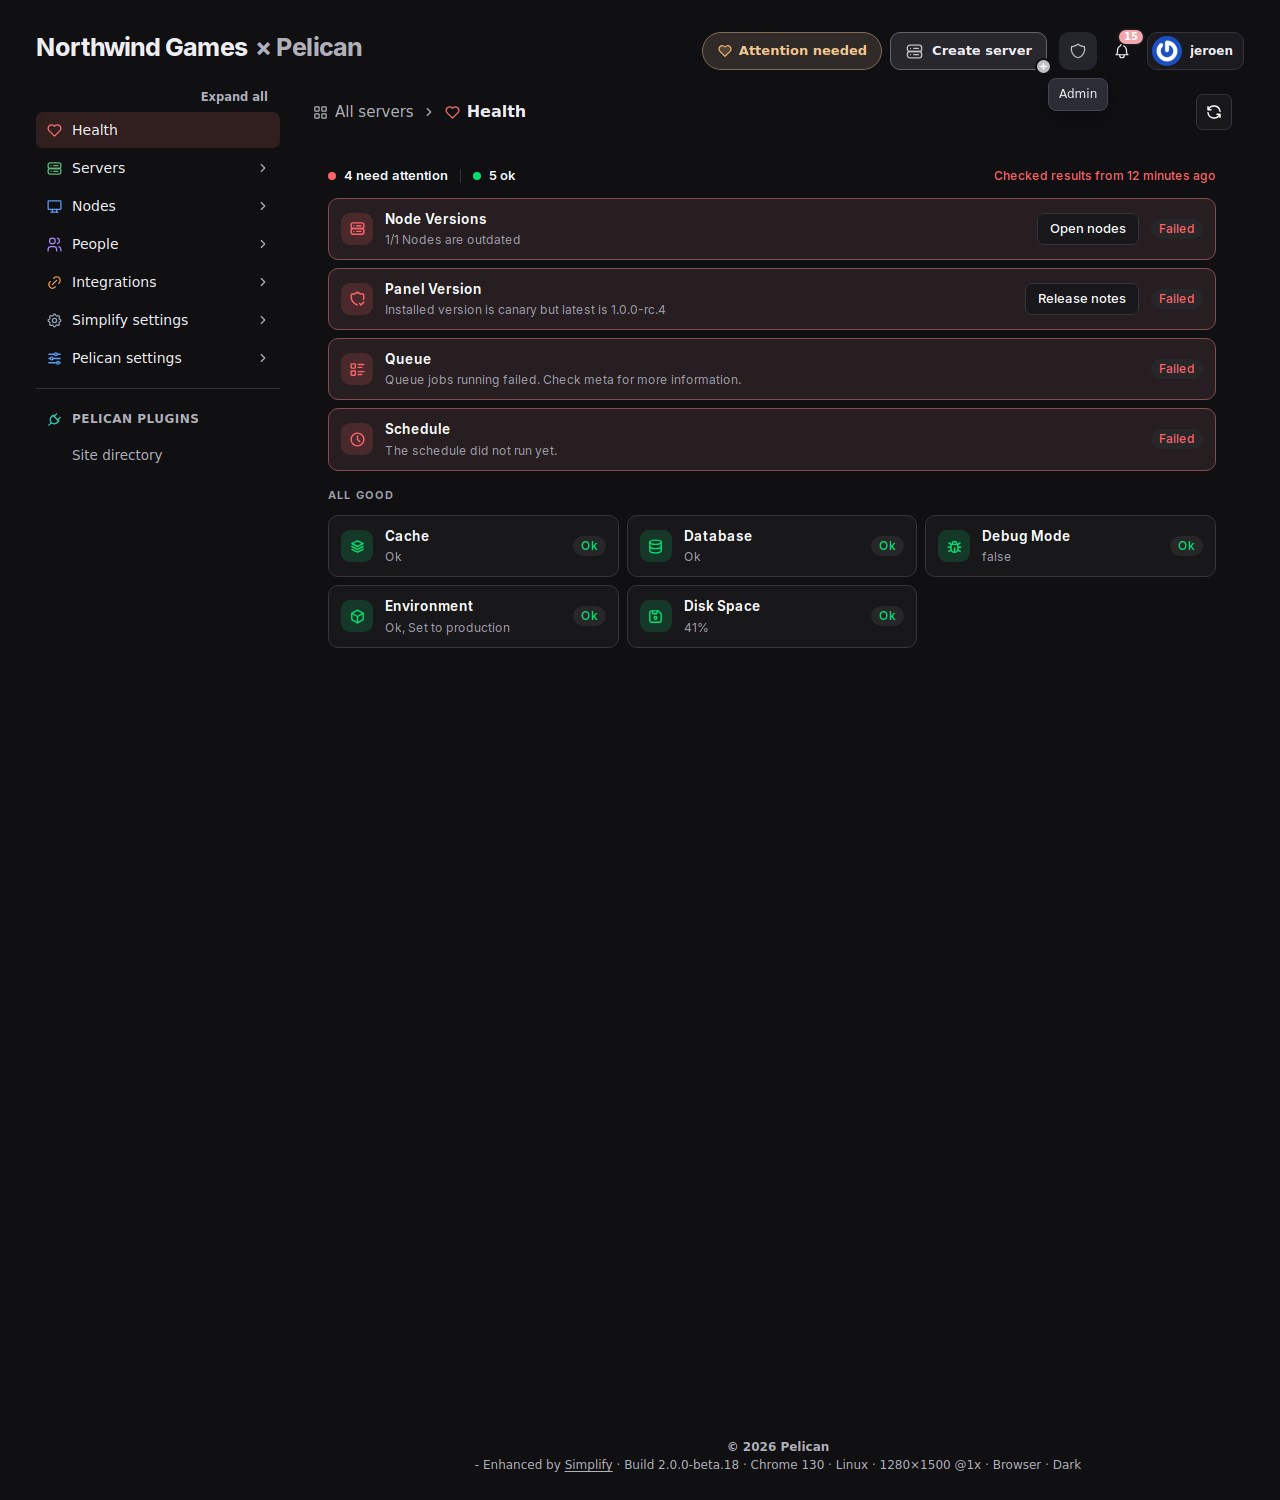 Northwind Games × Pelican
Attention needed
Create server
15
jeroen
Admin
Expand all
Health
Servers
Nodes
People
Integrations
Simplify settings
Pelican settings
PELICAN PLUGINS
Site directory
All servers > Health
4 need attention
5 ok
Checked results from 12 minutes ago
Node Versions
1/1 Nodes are outdated
Open nodes
Failed
Panel Version
Installed version is canary but latest is 1.0.0-rc.4
Release notes
Failed
Queue
Queue jobs running failed. Check meta for more information.
Failed
Schedule
The schedule did not run yet.
Failed
ALL GOOD
Cache
Ok
Ok
Database
Ok
Ok
Debug Mode
false
Ok
Environment
Ok, Set to production
Ok
Disk Space
41%
Ok
© 2026 Pelican
- Enhanced by Simplify · Build 2.0.0-beta.18 · Chrome 130 · Linux · 1280×1500 @1x · Browser · Dark